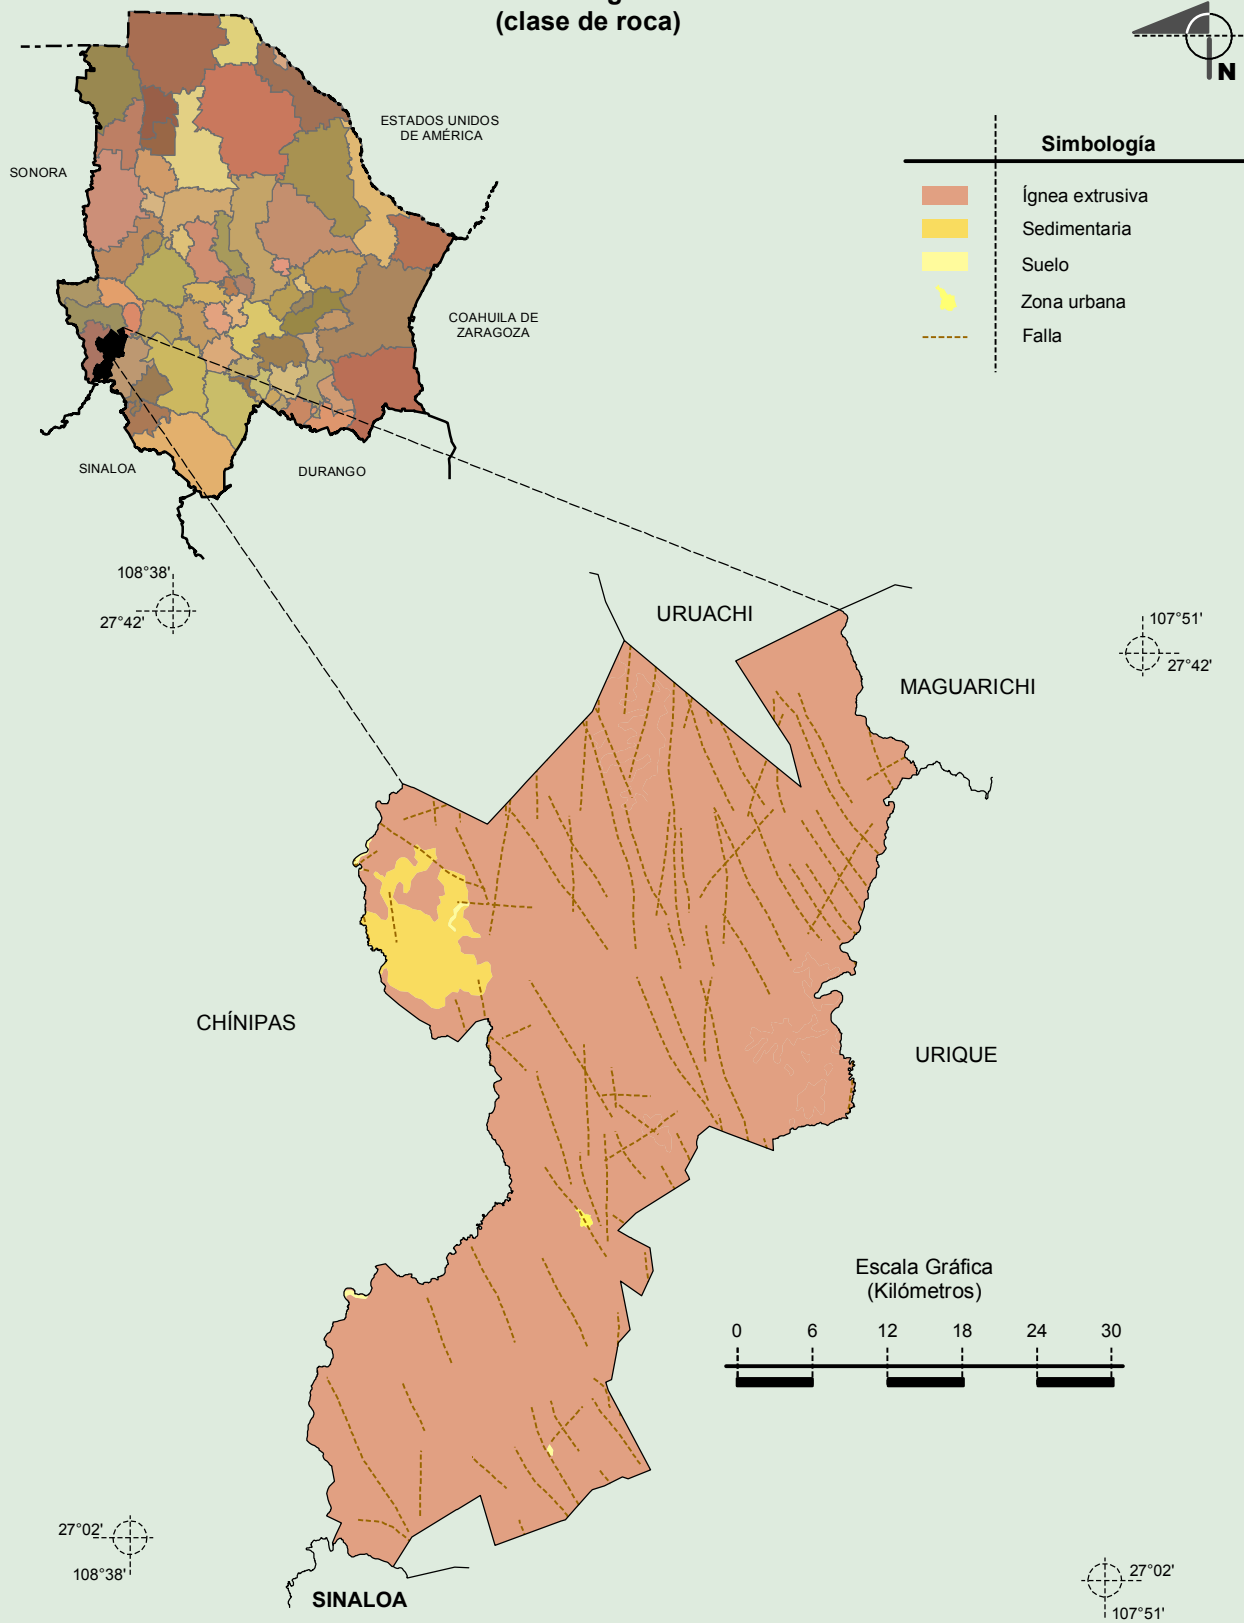 (clase de roca)
N
ESTADOS UNIDOS
DE AMÉRICA
SONORA
COAHUILA DE
ZARAGOZA
SINALOA
DURANGO
Simbología
Ígnea extrusiva
Sedimentaria
Suelo
Zona urbana
Falla
108°38'
27°42'
URUACHI
107°51'
27°42'
MAGUARICHI
CHÍNIPAS
URIQUE
Escala Gráfica
(Kilómetros)
0 6 12 18 24 30
27°02'
108°38'
SINALOA
27°02'
107°51'